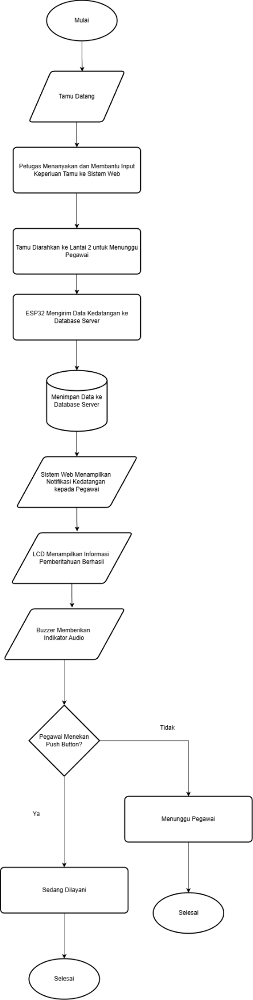 Mulai
Tamu Datang
Petugas Menanyakan dan Membantu Input
Keperluan Tamu ke Sistem Web
Tamu Diarahkan ke Lantai 2 untuk Menunggu
Pegawai
ESP32 Mengirim Data Kedatangan ke
Database Server
Menimpan Data ke
Database Server
Sistem Web Menampilkan
Notifikasi Kedatangan
kepada Pegawai
LCD Menampilkan Informasi
Pemberitahuan Berhasil
Buzzer Memberikan
Indikator Audio
Pegawai Menekan
Push Button?
Tidak
Ya
Menunggu Pegawai
Sedang Dilayani
Selesai
Selesai